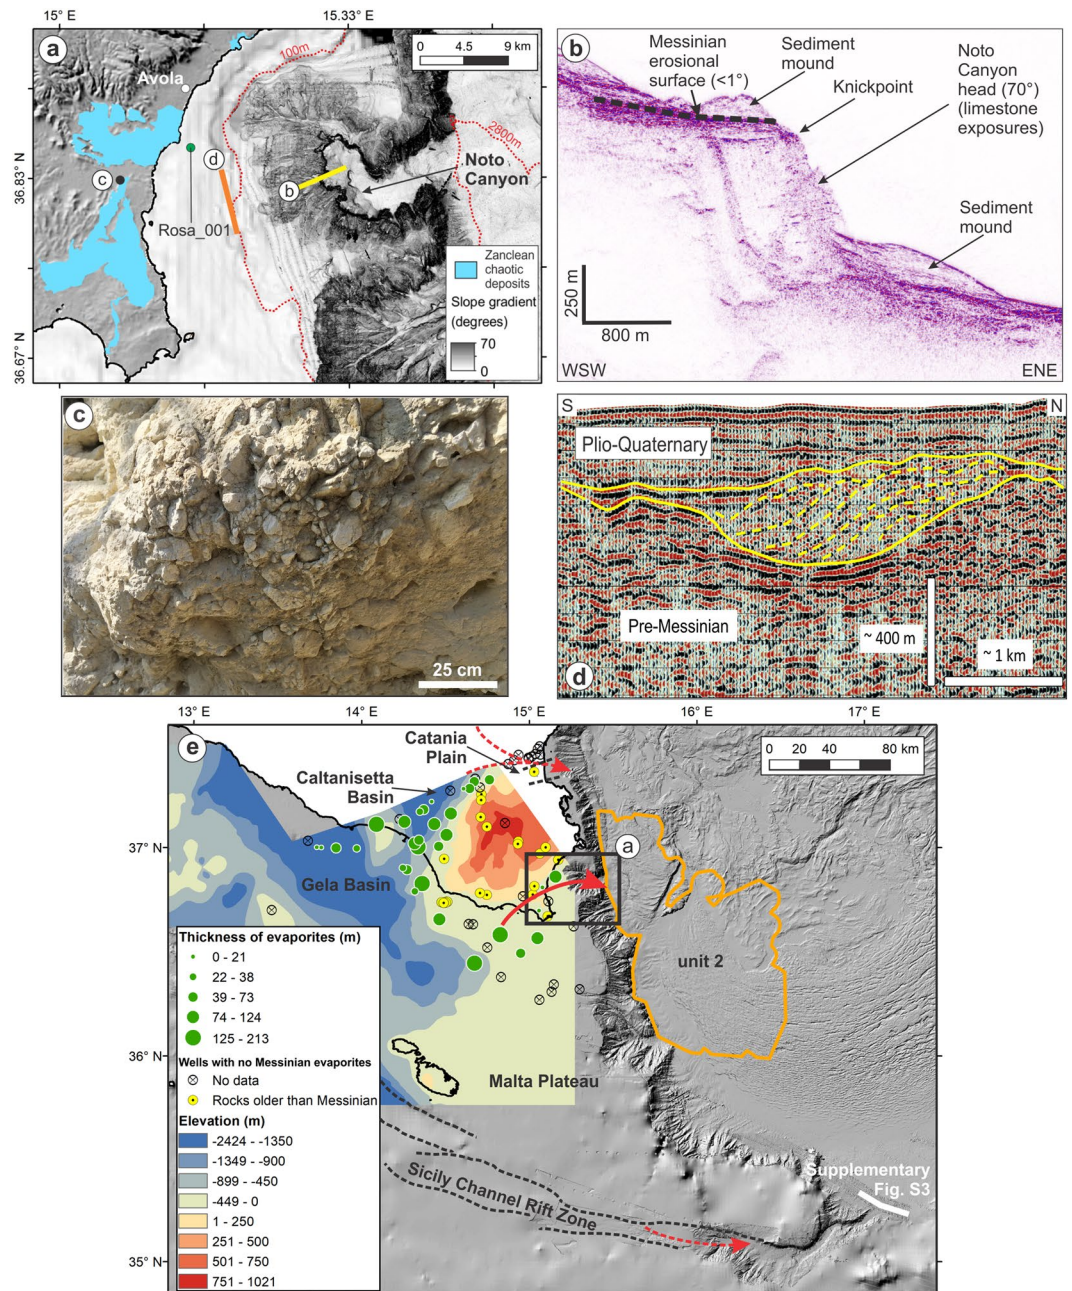 15° E
15.33° E
a
0 4.5 9 km
100m
Avola
2800m
36.83° N
d
c
b
Noto
Canyon
Rosa_001
Zanclean
chaotic
deposits
Slope gradient
(degrees)
70
0
36.67° N
b
Messinian
erosional
surface (<1°)
Sediment
mound
Knickpoint
Noto
Canyon
head (70°)
(limestone
exposures)
Sediment
mound
250 m
800 m
WSW
ENE
c
25 cm
S
N
Plio-Quaternary
Pre-Messinian
~ 400 m
~ 1 km
d
13° E
14° E
15° E
16° E
17° E
e
Catania
Plain
0 20 40 80 km
Caltanisetta
Basin
37° N
a
Gela Basin
unit 2
Thickness of evaporites (m)
0 - 21
22 - 38
39 - 73
74 - 124
125 - 213
Wells with no Messinian evaporites
No data
Rocks older than Messinian
36° N
Malta Plateau
Elevation (m)
-2424 - -1350
-1349 - -900
-899 - -450
-449 - 0
1 - 250
251 - 500
501 - 750
751 - 1021
Sicily Channel Rift Zone
Supplementary
Fig. S3
35° N